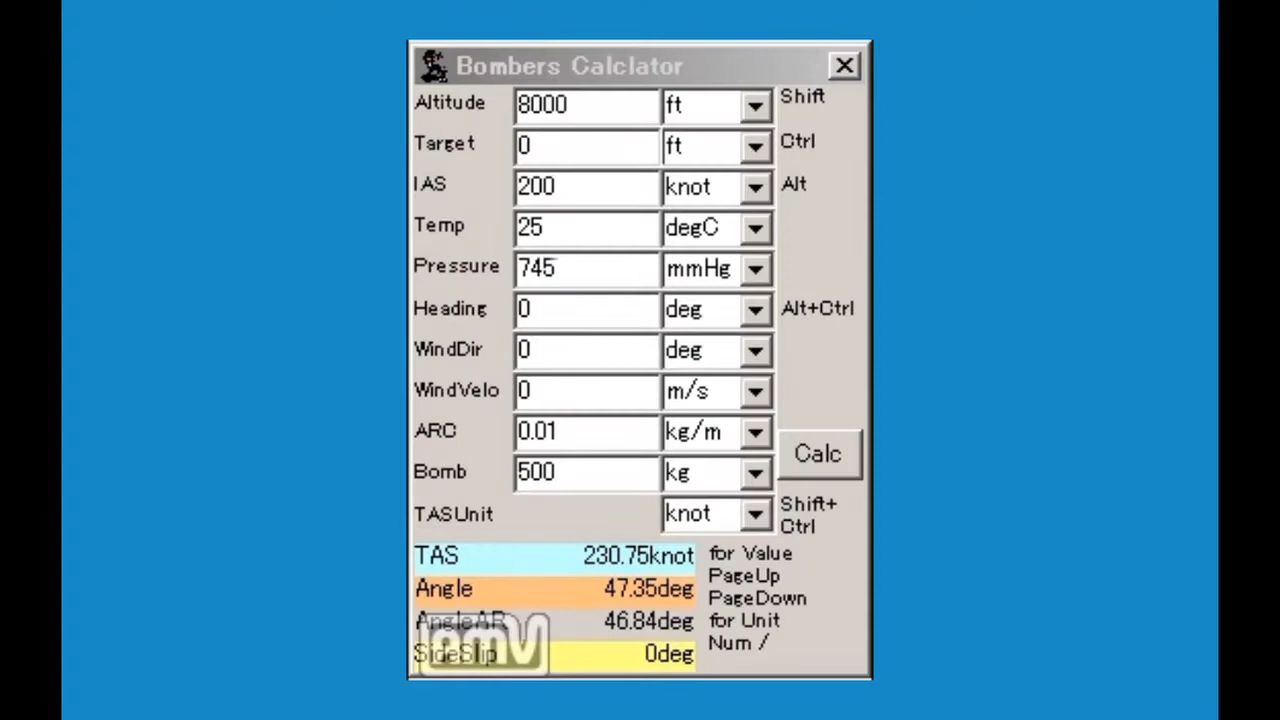 Bombers Calclator
Altitude 8000 ft Shift
Target 0 ft Ctrl
IAS 200 knot Alt
Temp 25 degC
Pressure 745 mmHg
Heading 0 deg Alt+Ctrl
WindDir 0 deg
WindVelo 0 m/s
ARC 0.01 kg/m
Calc
Bomb 500 kg
TASUnit knot Shift+
Ctrl
TAS 230.75knot for Value
PageUp
Angle 47.35deg PageDown
AngleAR 46.84deg for Unit
Num /
SideSlip 0deg
amV